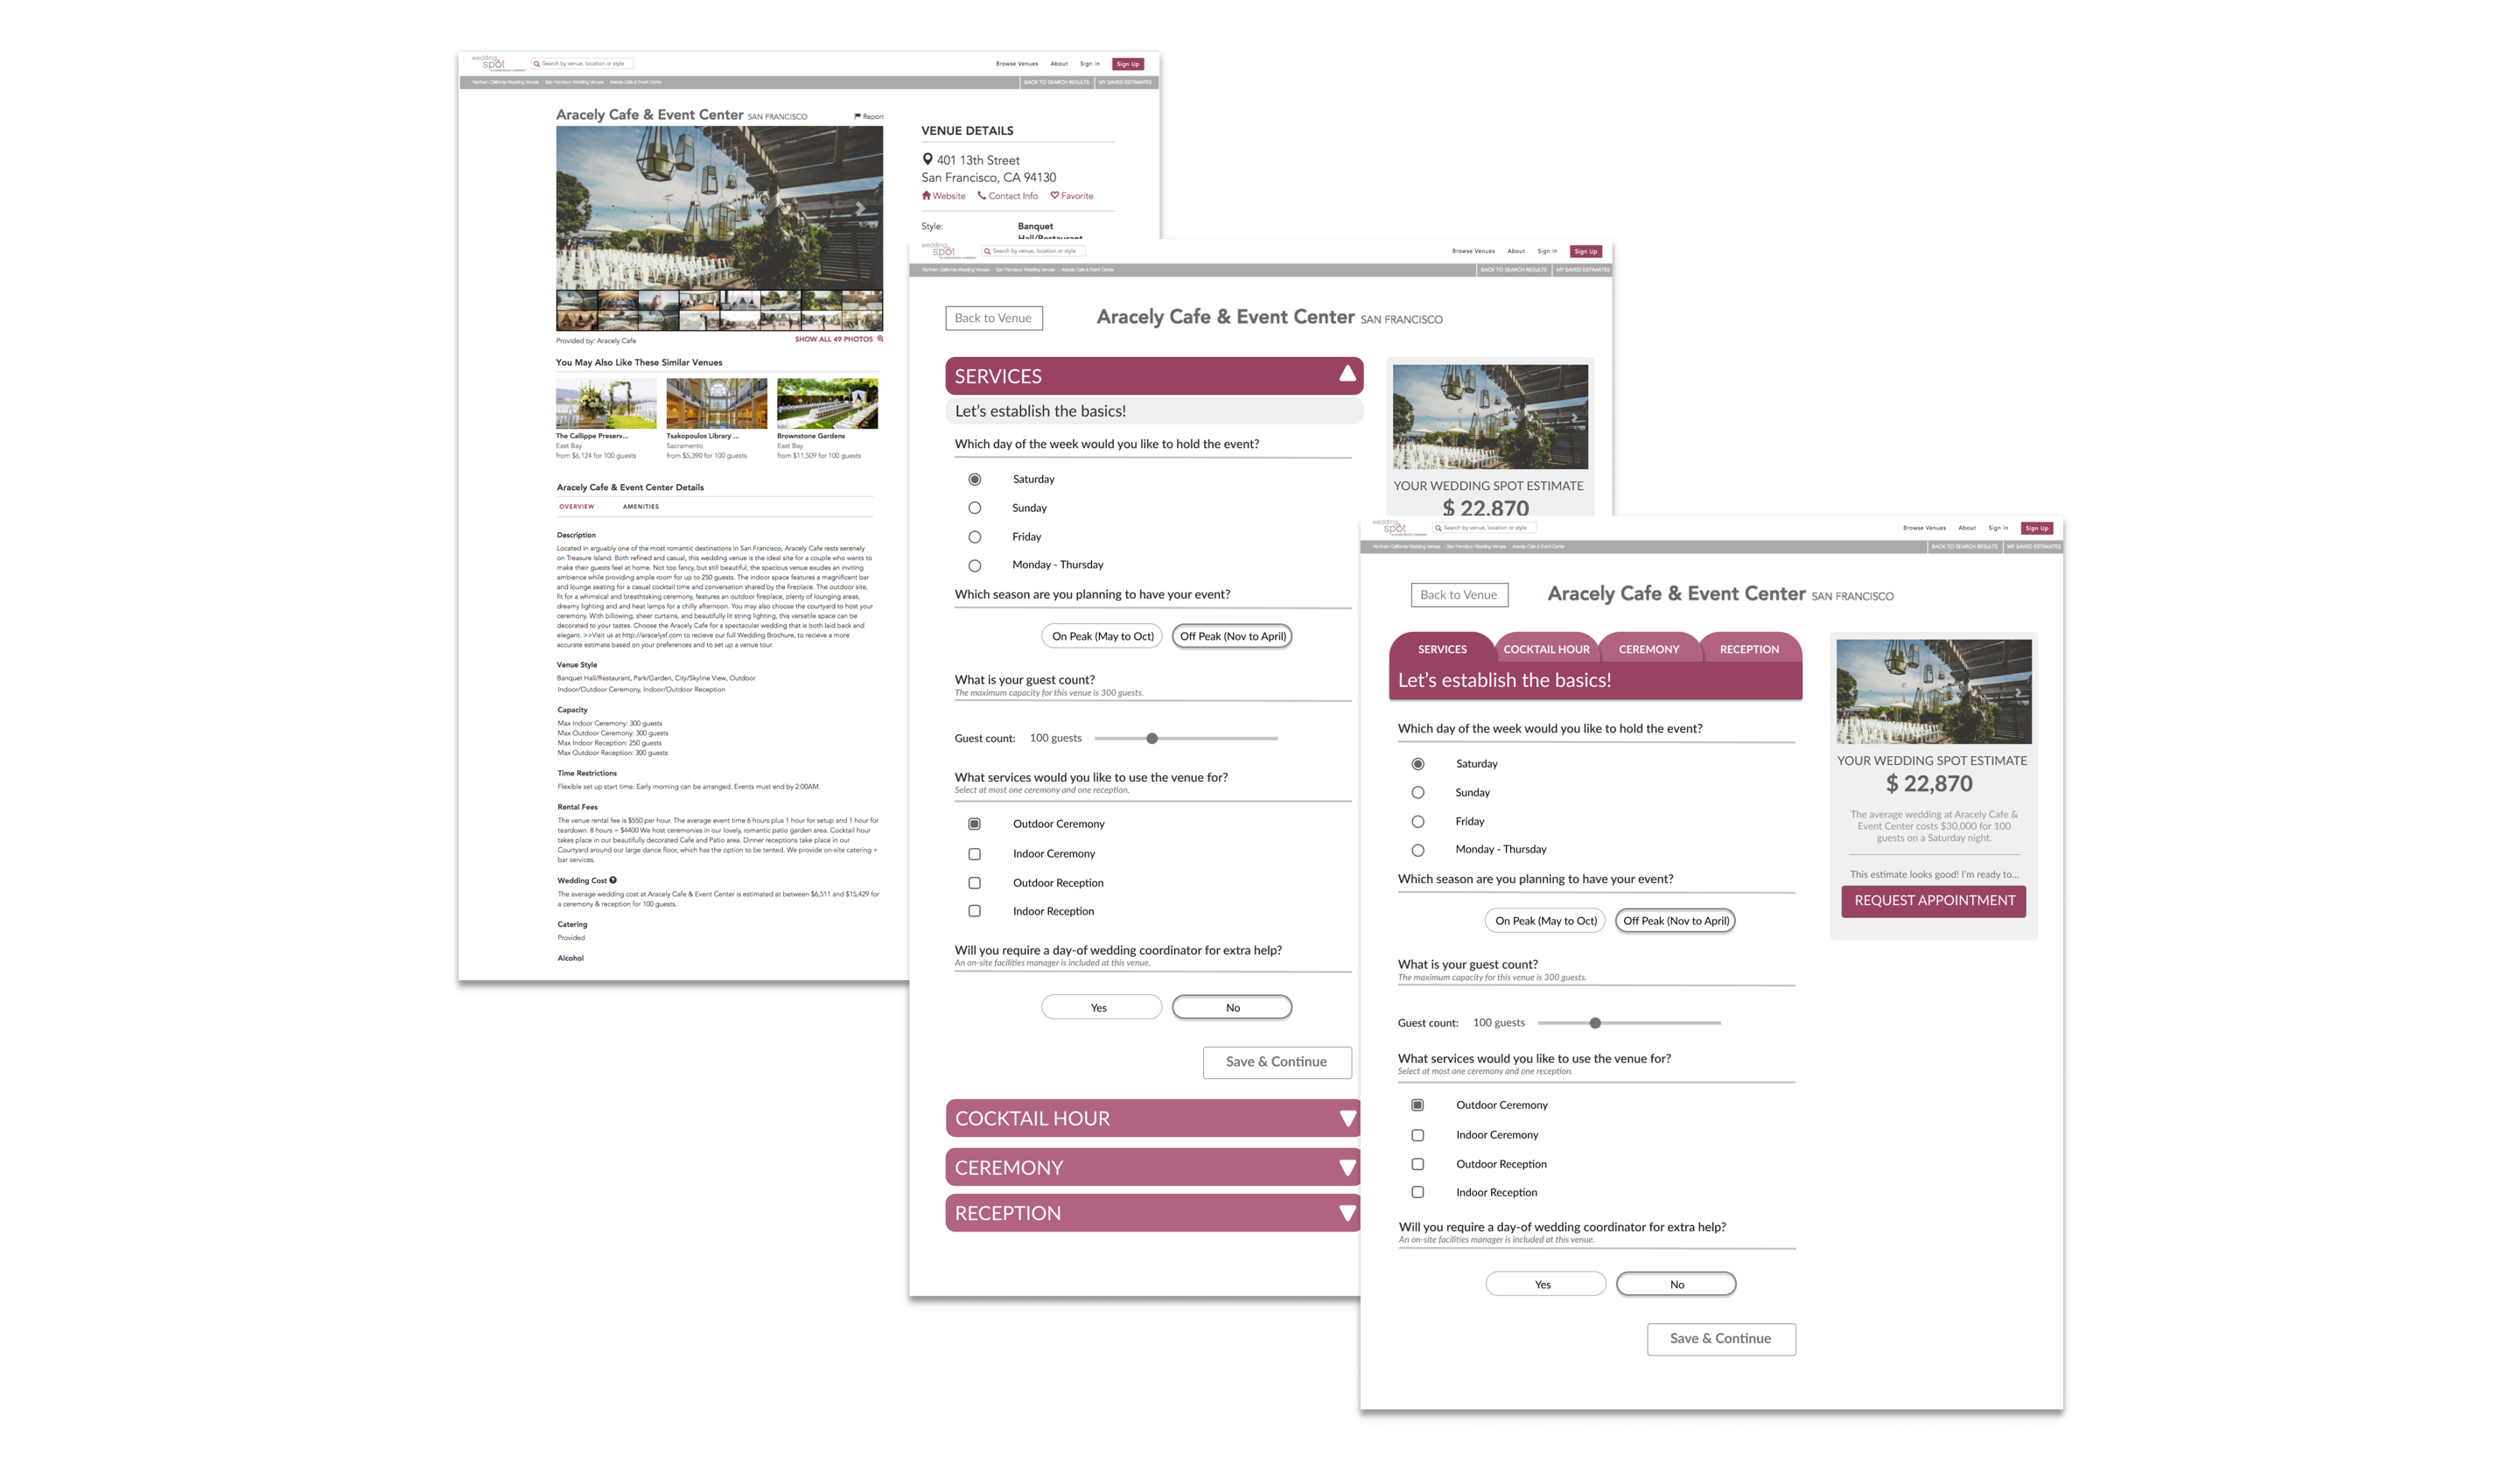 wedding
spot
Search by venue, location or style
Browse Venues About Sign In Sign Up
Northern California Wedding Venues San Francisco Wedding Venues Aracely Cafe & Event Center
BACK TO SEARCH RESULTS MY SAVED ESTIMATES
Aracely Cafe & Event Center SAN FRANCISCO
Report
Provided by: Aracely Cafe
SHOW ALL 49 PHOTOS
You May Also Like These Similar Venues
The Callippe Preserv...
East Bay
from $6,124 for 100 guests
Tsakopoulos Library ...
Sacramento
from $5,390 for 100 guests
Brownstone Gardens
East Bay
from $11,509 for 100 guests
Aracely Cafe & Event Center Details
OVERVIEW AMENITIES
Description
Located in arguably one of the most romantic destinations in San Francisco, Aracely Cafe rests serenely
on Treasure Island. Both refined and casual, this wedding venue is the ideal site for a couple who wants to
make their guests feel at home. Not too fancy, but still beautiful, the spacious venue exudes an inviting
ambience while providing ample room for up to 250 guests. The indoor space features a magnificent bar
and lounge seating for a casual cocktail time and conversation shared by the fireplace. The outdoor site,
fit for a whimsical and breathtaking ceremony, features an outdoor fireplace, plenty of lounging areas,
dreamy lighting and and heat lamps for a chilly afternoon. You may also choose the courtyard to host your
ceremony. With billowing, sheer curtains, and beautifully lit string lighting, this versatile space can be
decorated to your tastes. Choose the Aracely Cafe for a spectacular wedding that is both laid back and
elegant. >>Visit us at http://aracelysf.com to recieve our full Wedding Brochure, to recieve a more
accurate estimate based on your preferences and to set up a venue tour.
Venue Style
Banquet Hall/Restaurant, Park/Garden, City/Skyline View, Outdoor
Indoor/Outdoor Ceremony, Indoor/Outdoor Reception
Capacity
Max Indoor Ceremony: 300 guests
Max Outdoor Ceremony: 300 guests
Max Indoor Reception: 250 guests
Max Outdoor Reception: 300 guests
Time Restrictions
Flexible set up start time. Early morning can be arranged. Events must end by 2:00AM.
Rental Fees
The venue rental fee is $550 per hour. The average event time 6 hours plus 1 hour for setup and 1 hour for
teardown. 8 hours = $4400 We host ceremonies in our lovely, romantic patio garden area. Cocktail hour
takes place in our beautifully decorated Cafe and Patio area. Dinner receptions take place in our
Courtyard around our large dance floor, which has the option to be tented. We provide on-site catering +
bar services.
Wedding Cost
The average wedding cost at Aracely Cafe & Event Center is estimated at between $6,511 and $15,429 for
a ceremony & reception for 100 guests.
Catering
Provided
Alcohol
VENUE DETAILS
401 13th Street
San Francisco, CA 94130
Website Contact Info Favorite
Style: Banquet
Hall/Restaurant
wedding
spot
Search by venue, location or style
Browse Venues About Sign In Sign Up
Northern California Wedding Venues San Francisco Wedding Venues Aracely Cafe & Event Center
BACK TO SEARCH RESULTS MY SAVED ESTIMATES
Back to Venue
Aracely Cafe & Event Center SAN FRANCISCO
SERVICES
Let's establish the basics!
Which day of the week would you like to hold the event?
Saturday
Sunday
Friday
Monday - Thursday
Which season are you planning to have your event?
On Peak (May to Oct) Off Peak (Nov to April)
What is your guest count?
The maximum capacity for this venue is 300 guests.
Guest count: 100 guests
What services would you like to use the venue for?
Select at most one ceremony and one reception.
Outdoor Ceremony
Indoor Ceremony
Outdoor Reception
Indoor Reception
Will you require a day-of wedding coordinator for extra help?
An on-site facilities manager is included at this venue.
Yes No
Save & Continue
COCKTAIL HOUR
CEREMONY
RECEPTION
YOUR WEDDING SPOT ESTIMATE
$ 22,870
wedding
spot
Search by venue, location or style
Browse Venues About Sign In Sign Up
Northern California Wedding Venues San Francisco Wedding Venues Aracely Cafe & Event Center
BACK TO SEARCH RESULTS MY SAVED ESTIMATES
Back to Venue
Aracely Cafe & Event Center SAN FRANCISCO
SERVICES COCKTAIL HOUR CEREMONY RECEPTION
Let's establish the basics!
Which day of the week would you like to hold the event?
Saturday
Sunday
Friday
Monday - Thursday
Which season are you planning to have your event?
On Peak (May to Oct) Off Peak (Nov to April)
What is your guest count?
The maximum capacity for this venue is 300 guests.
Guest count: 100 guests
What services would you like to use the venue for?
Select at most one ceremony and one reception.
Outdoor Ceremony
Indoor Ceremony
Outdoor Reception
Indoor Reception
Will you require a day-of wedding coordinator for extra help?
An on-site facilities manager is included at this venue.
Yes No
Save & Continue
YOUR WEDDING SPOT ESTIMATE
$ 22,870
The average wedding at Aracely Cafe &
Event Center costs $30,000 for 100
guests on a Saturday night.
This estimate looks good! I'm ready to...
REQUEST APPOINTMENT